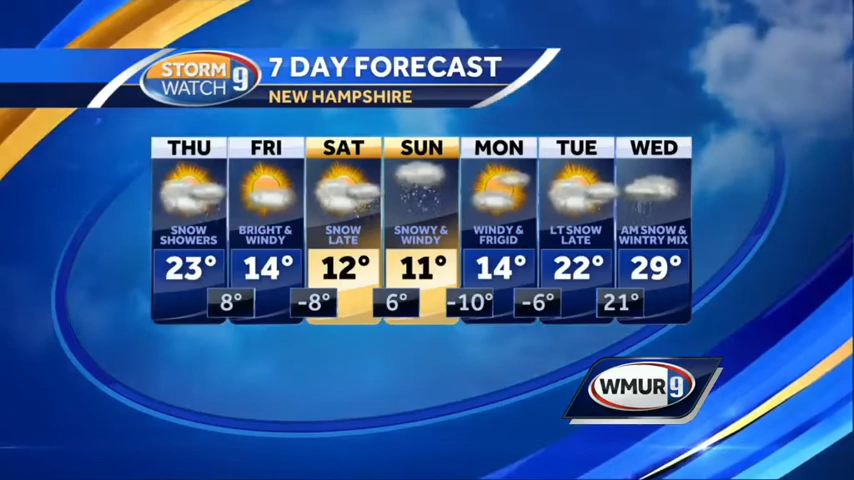 STORM
WATCH 9
7 DAY FORECAST
NEW HAMPSHIRE
THU FRI SAT SUN MON TUE WED
SNOW SHOWERS
BRIGHT & WINDY
SNOW LATE
SNOWY & WINDY
WINDY & FRIGID
LT SNOW LATE
AM SNOW & WINTRY MIX
23° 14° 12° 11° 14° 22° 29°
8° -8° 6° -10° -6° 21°
WMUR 9